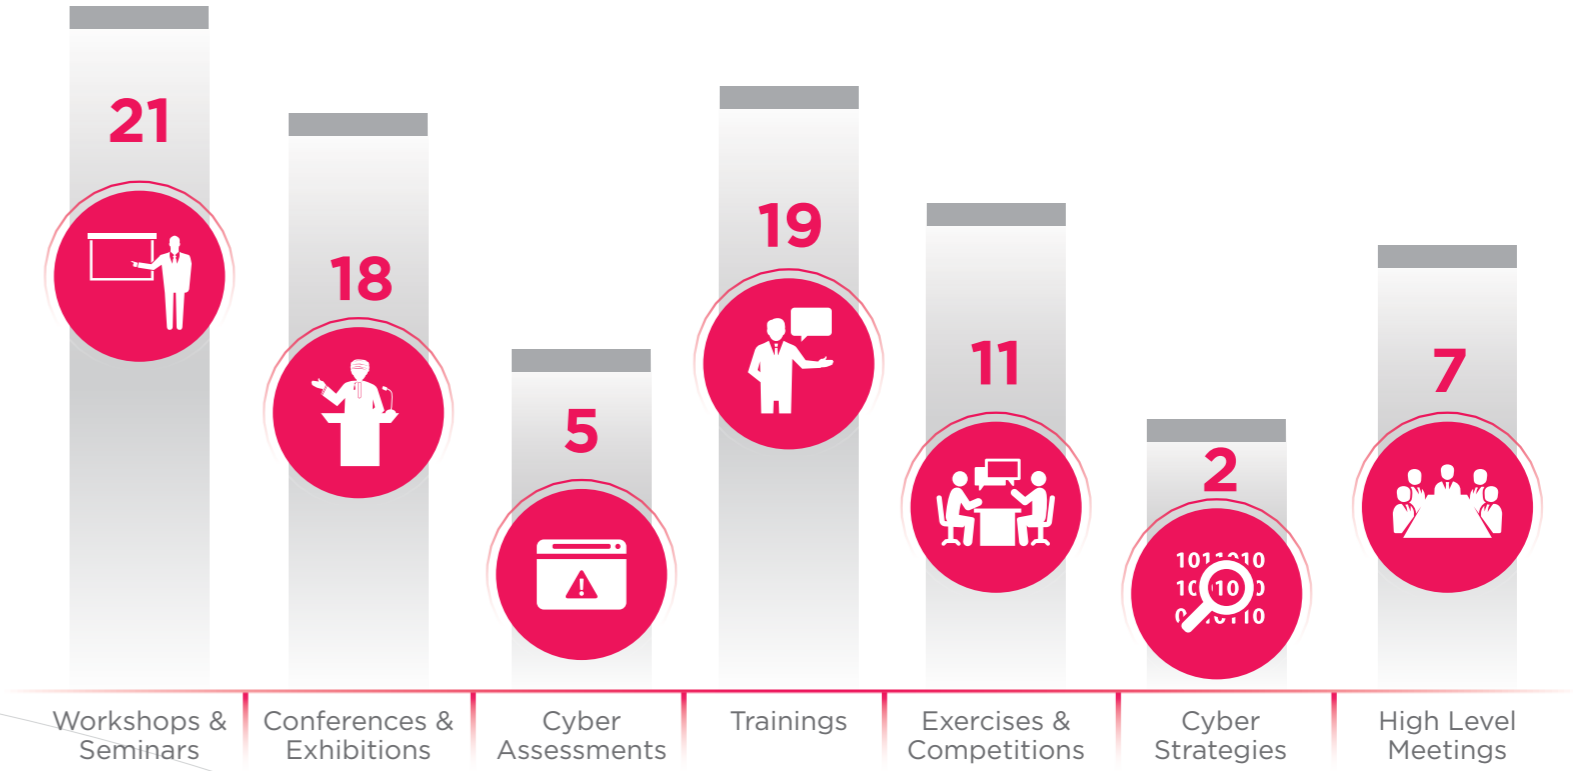 21
18
5
19
11
2
7
1011010
Workshops &
Seminars
Conferences &
Exhibitions
Cyber
Assessments
Trainings
Exercises &
Competitions
Cyber
Strategies
High Level
Meetings